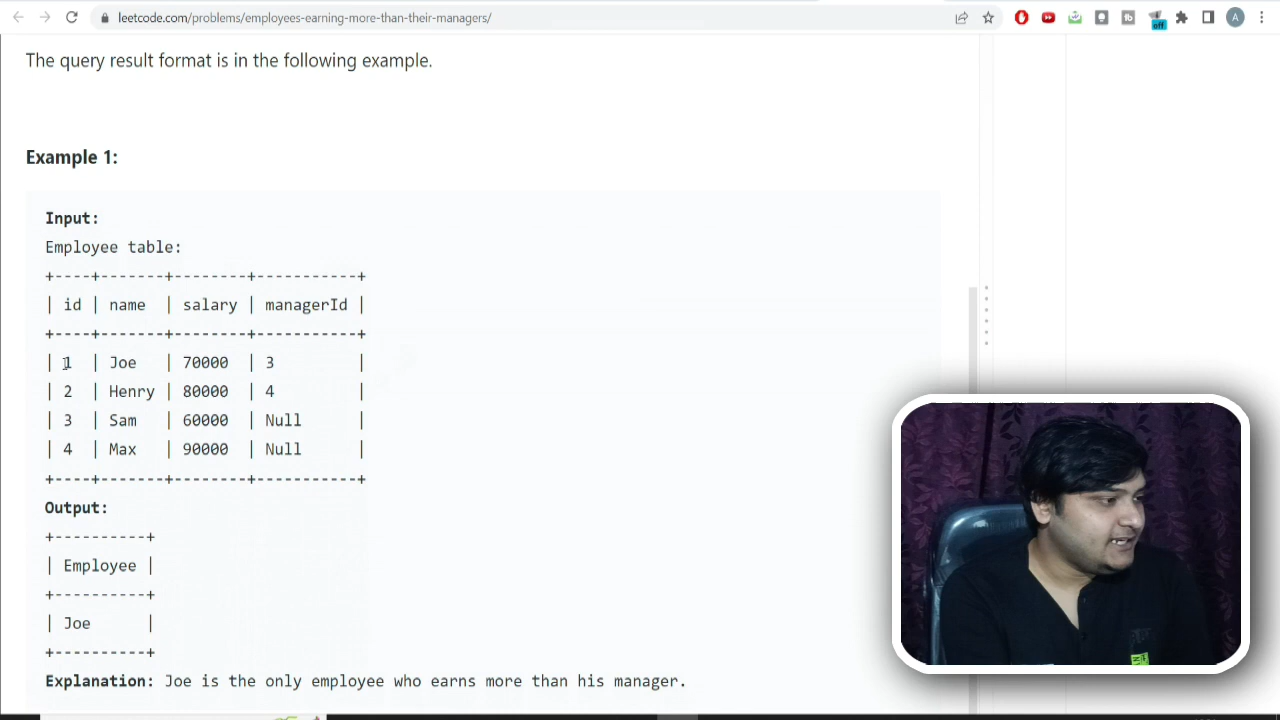 leetcode.com/problems/employees-earning-more-than-their-managers/
off
A
The query result format is in the following example.
Example 1:
Input:
Employee table:
+----+-------+--------+-----------+
| id | name | salary | managerId |
+----+-------+--------+-----------+
| 1 | Joe | 70000 | 3 |
| 2 | Henry | 80000 | 4 |
| 3 | Sam | 60000 | Null |
| 4 | Max | 90000 | Null |
+----+-------+--------+-----------+
Output:
+----------+
| Employee |
+----------+
| Joe |
+----------+
Explanation: Joe is the only employee who earns more than his manager.